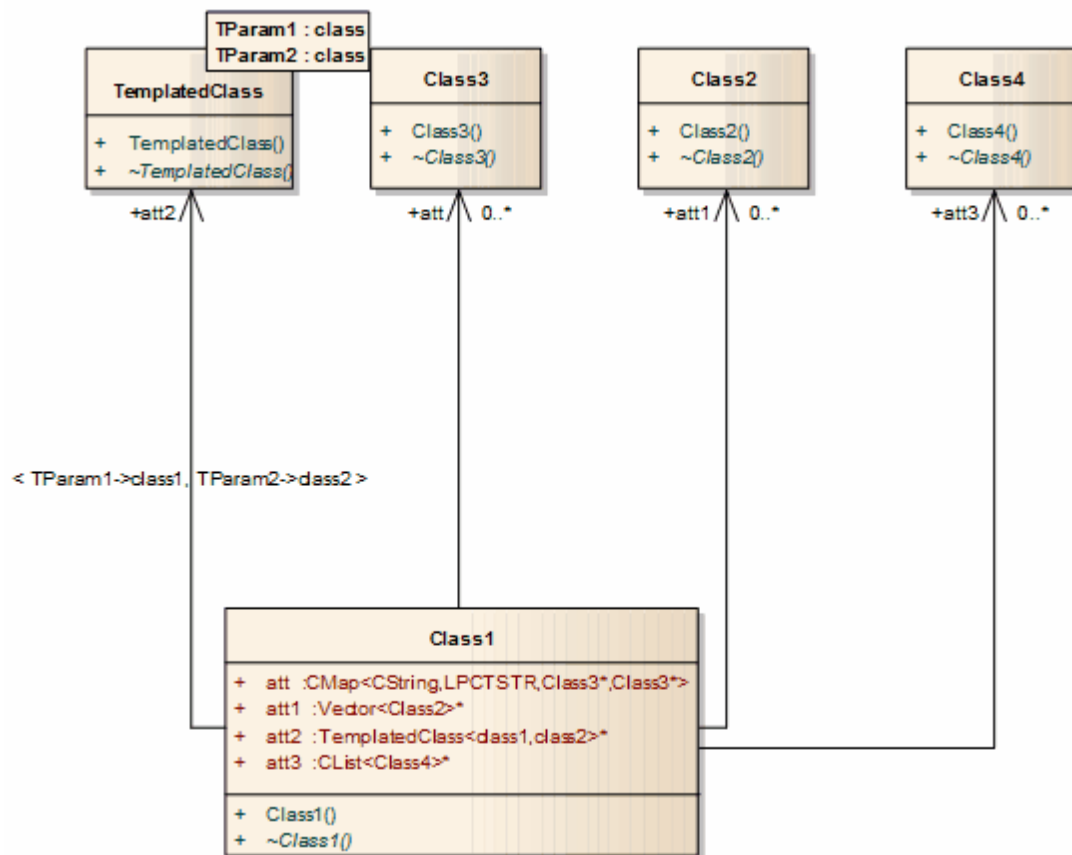 TParam1 : class
TParam2 : class
TemplatedClass
+ TemplatedClass()
+ ~TemplatedClass()
Class3
+ Class3()
+ ~Class3()
Class2
+ Class2()
+ ~Class2()
Class4
+ Class4()
+ ~Class4()
+att2
+att 0..*
+att1 0..*
+att3 0..*
< TParam1->class1, TParam2->class2 >
Class1
+ att :CMap<CString,LPCTSTR,Class3*,Class3*>
+ att1 :Vector<Class2>*
+ att2 :TemplatedClass<class1,class2>*
+ att3 :CList<Class4>*
+ Class1()
+ ~Class1()